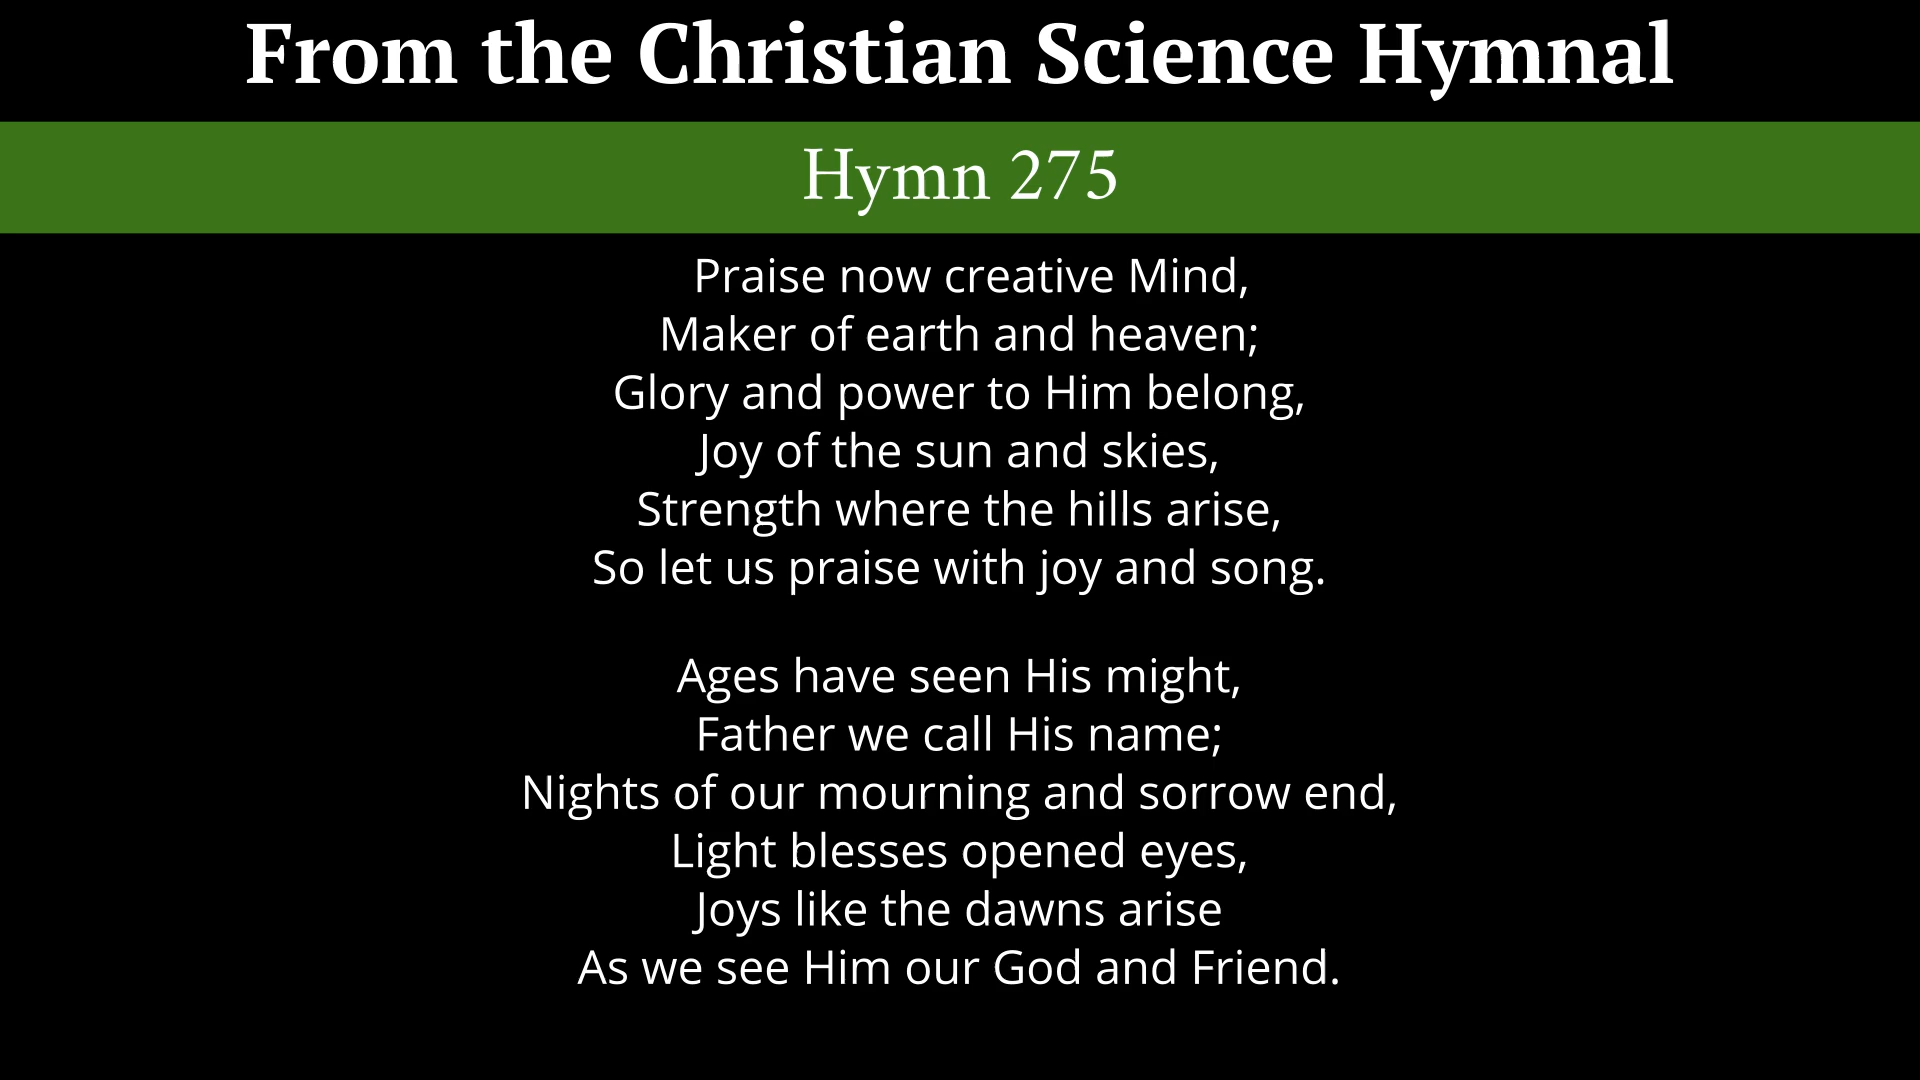 From the Christian Science Hymnal
Hymn 275
Praise now creative Mind,
Maker of earth and heaven;
Glory and power to Him belong,
Joy of the sun and skies,
Strength where the hills arise,
So let us praise with joy and song.
Ages have seen His might,
Father we call His name;
Nights of our mourning and sorrow end,
Light blesses opened eyes,
Joys like the dawns arise
As we see Him our God and Friend.